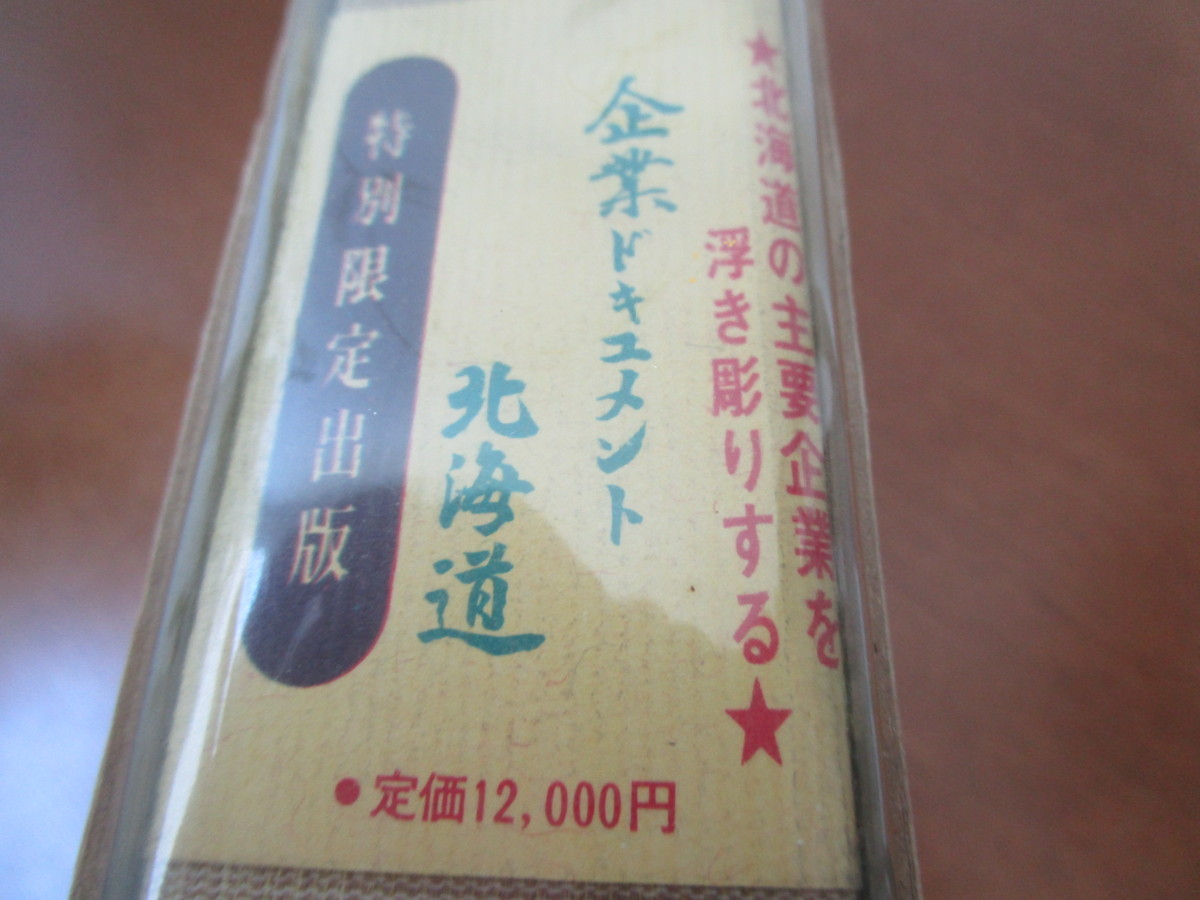 ★北海道の主要企業を
浮き彫りする★
企業ドキュメント
北海道
特別限定出版
●定価12,000円